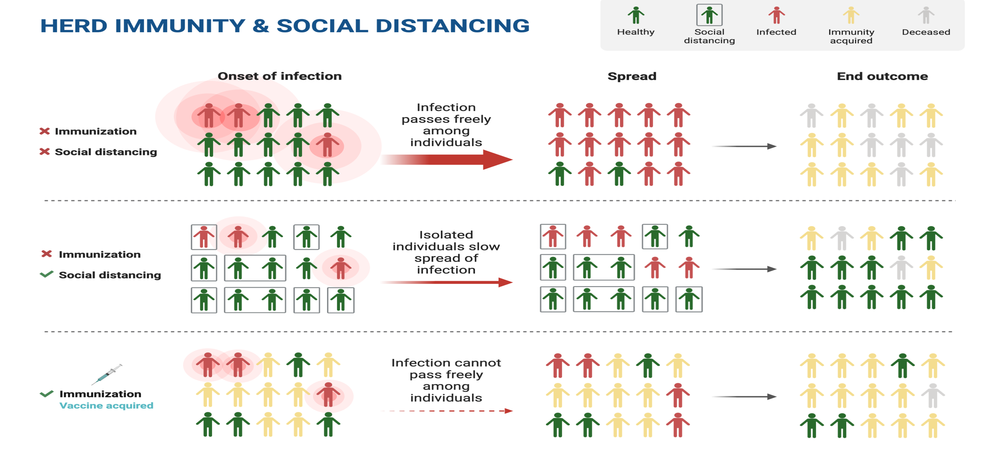 HERD IMMUNITY & SOCIAL DISTANCING
Healthy
Social
distancing
Infected
Immunity
acquired
Deceased
Onset of infection
Spread
End outcome
Immunization
Social distancing
Infection
passes freely
among
individuals
Immunization
Social distancing
Isolated
individuals slow
spread of
infection
Immunization
Vaccine acquired
Infection cannot
pass freely
among
individuals